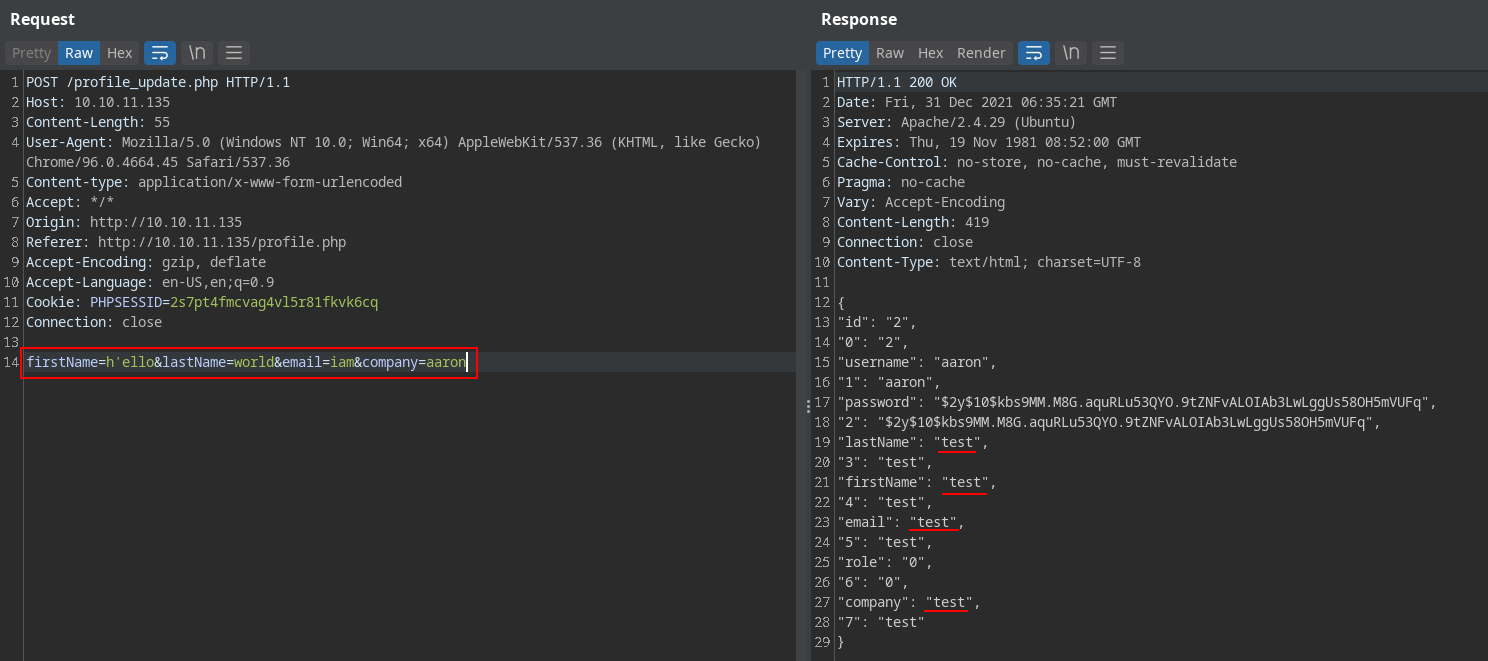 Request
Pretty Raw Hex \n
1 POST /profile_update.php HTTP/1.1
2 Host: 10.10.11.135
3 Content-Length: 55
4 User-Agent: Mozilla/5.0 (Windows NT 10.0; Win64; x64) AppleWebKit/537.36 (KHTML, like Gecko)
Chrome/96.0.4664.45 Safari/537.36
5 Content-type: application/x-www-form-urlencoded
6 Accept: */*
7 Origin: http://10.10.11.135
8 Referer: http://10.10.11.135/profile.php
9 Accept-Encoding: gzip, deflate
10 Accept-Language: en-US,en;q=0.9
11 Cookie: PHPSESSID=2s7pt4fmcvag4vl5r81fkvk6cq
12 Connection: close
13
14 firstName=h'ello&lastName=world&email=iam&company=aaron
Response
Pretty Raw Hex Render \n
1 HTTP/1.1 200 OK
2 Date: Fri, 31 Dec 2021 06:35:21 GMT
3 Server: Apache/2.4.29 (Ubuntu)
4 Expires: Thu, 19 Nov 1981 08:52:00 GMT
5 Cache-Control: no-store, no-cache, must-revalidate
6 Pragma: no-cache
7 Vary: Accept-Encoding
8 Content-Length: 419
9 Connection: close
10 Content-Type: text/html; charset=UTF-8
11
12 {
13 "id": "2",
14 "0": "2",
15 "username": "aaron",
16 "1": "aaron",
17 "password": "$2y$10$kbs9MM.M8G.aquRLu53QYO.9tZNFvALOIAb3LwLggUs58OH5mVUFq",
18 "2": "$2y$10$kbs9MM.M8G.aquRLu53QYO.9tZNFvALOIAb3LwLggUs58OH5mVUFq",
19 "lastName": "test",
20 "3": "test",
21 "firstName": "test",
22 "4": "test",
23 "email": "test",
24 "5": "test",
25 "role": "0",
26 "6": "0",
27 "company": "test",
28 "7": "test"
29 }